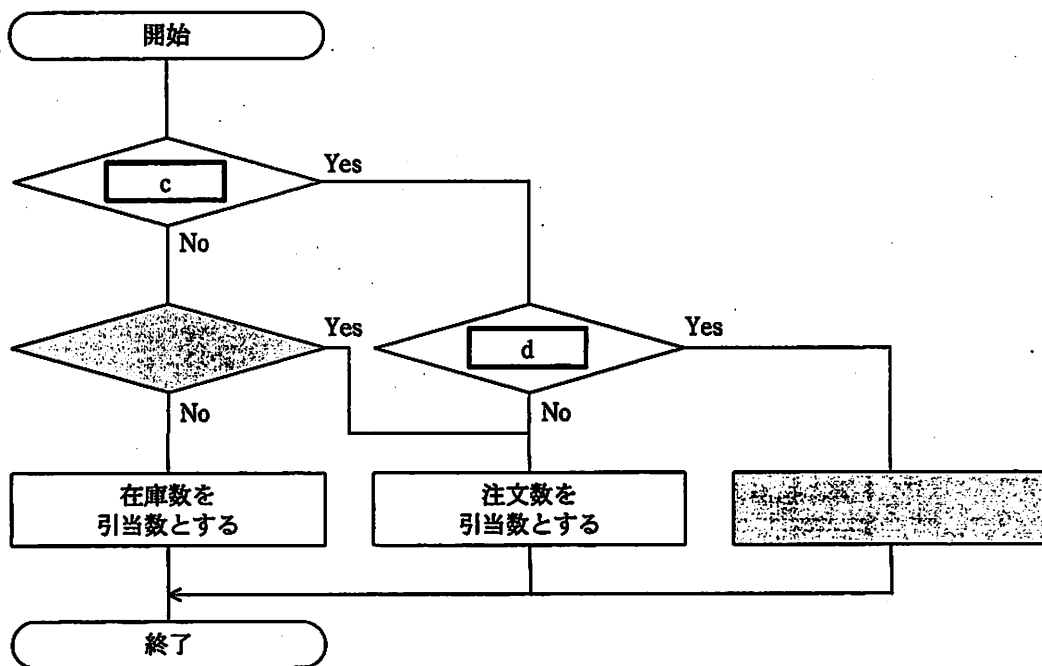 開始
c
Yes
No
Yes
d
Yes
No
No
在庫数を
引当数とする
注文数を
引当数とする
終了